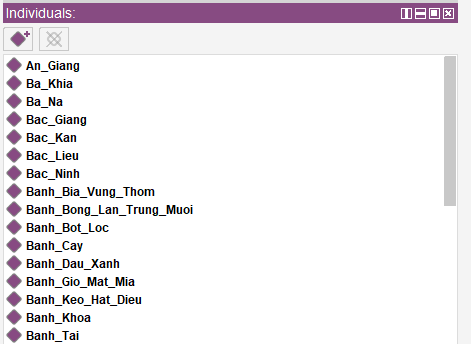 Individuals:
An_Giang
Ba_Khia
Ba_Na
Bac_Giang
Bac_Kan
Bac_Lieu
Bac_Ninh
Banh_Bia_Vung_Thom
Banh_Bong_Lan_Trung_Muoi
Banh_Bot_Loc
Banh_Cay
Banh_Dau_Xanh
Banh_Gio_Mat_Mia
Banh_Keo_Hat_Dieu
Banh_Khoa
Banh_Tai